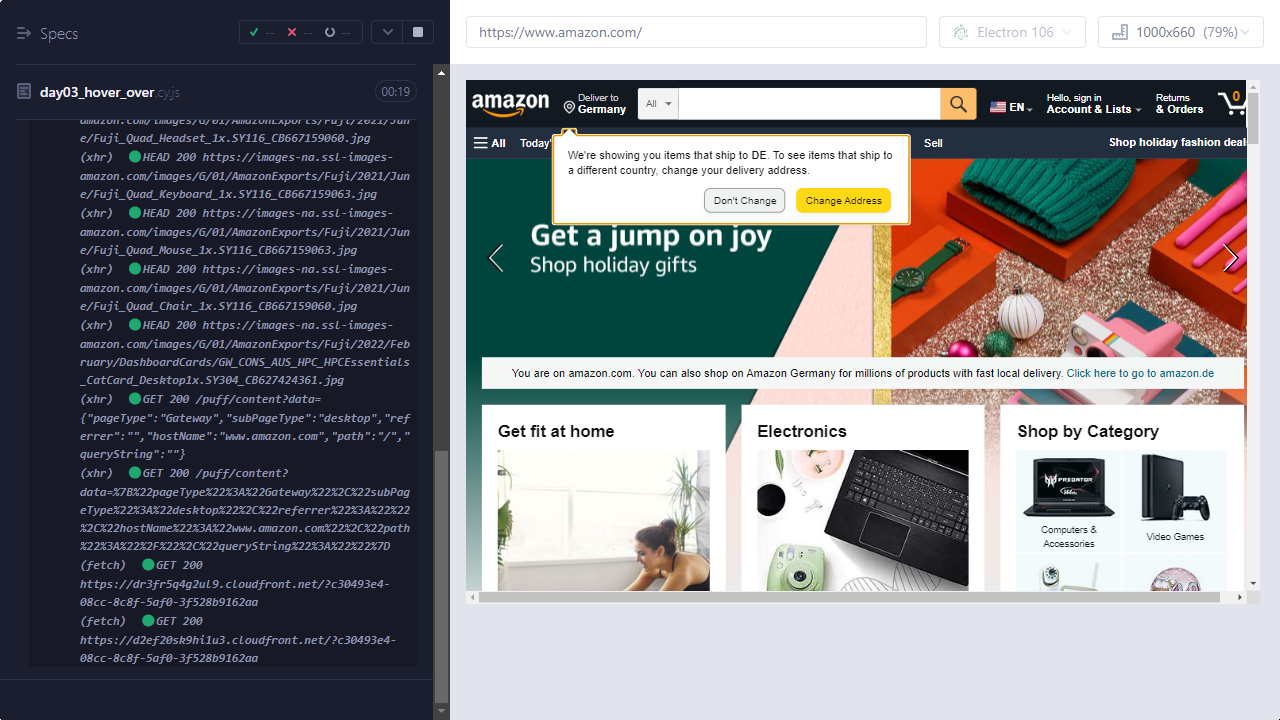 Specs
-- -- --
day03_hover_over.cy.js
00:19
amazon.com/images/G/01/AmazonExports/Fuji/2021/Jun
e/Fuji_Quad_Headset_1x.SY116_CB667159060.jpg
(xhr) HEAD 200 https://images-na.ssl-images-
amazon.com/images/G/01/AmazonExports/Fuji/2021/Jun
e/Fuji_Quad_Keyboard_1x.SY116_CB667159063.jpg
(xhr) HEAD 200 https://images-na.ssl-images-
amazon.com/images/G/01/AmazonExports/Fuji/2021/Jun
e/Fuji_Quad_Mouse_1x.SY116_CB667159063.jpg
(xhr) HEAD 200 https://images-na.ssl-images-
amazon.com/images/G/01/AmazonExports/Fuji/2021/Jun
e/Fuji_Quad_Chair_1x.SY116_CB667159060.jpg
(xhr) HEAD 200 https://images-na.ssl-images-
amazon.com/images/G/01/AmazonExports/Fuji/2022/Feb
ruary/DashboardCards/GW_CONS_AUS_HPC_HPCEssentials
_CatCard_Desktop1x.SY304_CB627424361.jpg
(xhr) GET 200 /puff/content?data=
{"pageType":"Gateway","subPageType":"desktop","ref
errer":"","hostName":"www.amazon.com","path":"/","
queryString":""}
(xhr) GET 200 /puff/content?
data=%7B%22pageType%22%3A%22Gateway%22%2C%22subPag
eType%22%3A%22desktop%22%2C%22referrer%22%3A%22%22
%2C%22hostName%22%3A%22www.amazon.com%22%2C%22path
%22%3A%22%2F%22%2C%22queryString%22%3A%22%22%7D
(fetch) GET 200
https://dr3fr5q4g2ul9.cloudfront.net/?c30493e4-
08cc-8c8f-5af0-3f528b9162aa
(fetch) GET 200
https://d2ef20sk9hi1u3.cloudfront.net/?c30493e4-
08cc-8c8f-5af0-3f528b9162aa
https://www.amazon.com/
Electron 106
1000x660 (79%)
amazon
Deliver to
Germany
All
EN
Hello, sign in
Account & Lists
Returns
& Orders
0
All
Today'
Sell
Shop holiday fashion deal
We're showing you items that ship to DE. To see items that ship to
a different country, change your delivery address.
Don't Change
Change Address
Get a jump on joy
Shop holiday gifts
You are on amazon.com. You can also shop on Amazon Germany for millions of products with fast local delivery. Click here to go to amazon.de
Get fit at home
Electronics
Shop by Category
PREDATOR
Computers &
Accessories
Video Games